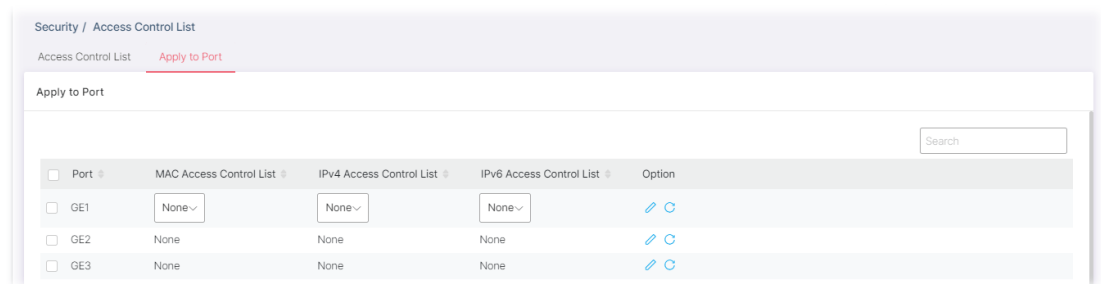 Security / Access Control List
Access Control List Apply to Port
Apply to Port
Search
Port MAC Access Control List IPv4 Access Control List IPv6 Access Control List Option
GE1 None None None
GE2 None None None
GE3 None None None